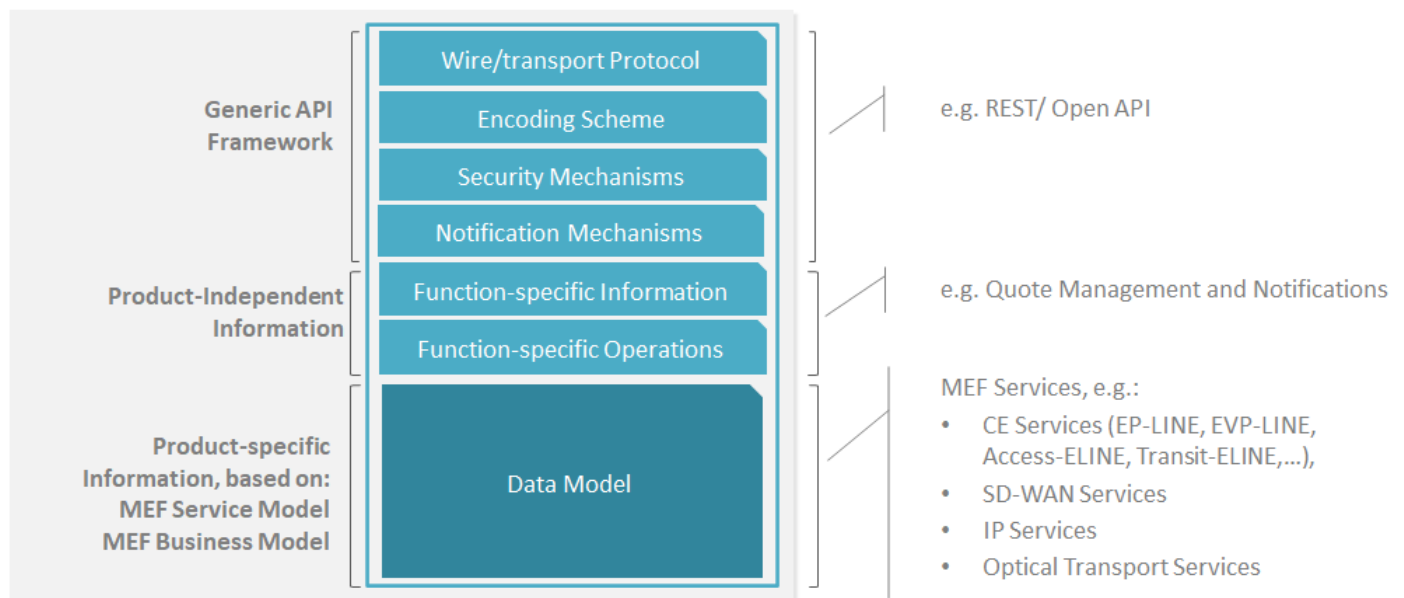 Generic API
Framework
Wire/transport Protocol
Encoding Scheme
Security Mechanisms
Notification Mechanisms
e.g. REST/ Open API
Product-Independent
Information
Function-specific Information
Function-specific Operations
e.g. Quote Management and Notifications
Product-specific
Information, based on:
MEF Service Model
MEF Business Model
Data Model
MEF Services, e.g.:
• CE Services (EP-LINE, EVP-LINE,
Access-ELINE, Transit-ELINE,...),
• SD-WAN Services
• IP Services
• Optical Transport Services